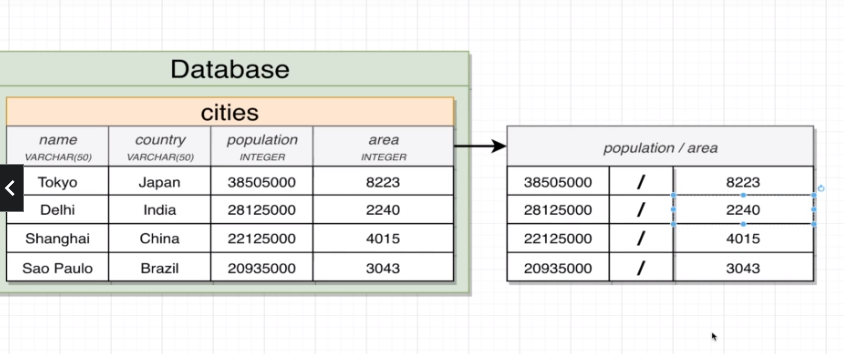 Database
cities
name country population area
VARCHAR(50) VARCHAR(50) INTEGER INTEGER
Tokyo Japan 38505000 8223
Delhi India 28125000 2240
Shanghai China 22125000 4015
Sao Paulo Brazil 20935000 3043
population / area
38505000 / 8223
28125000 / 2240
22125000 / 4015
20935000 / 3043